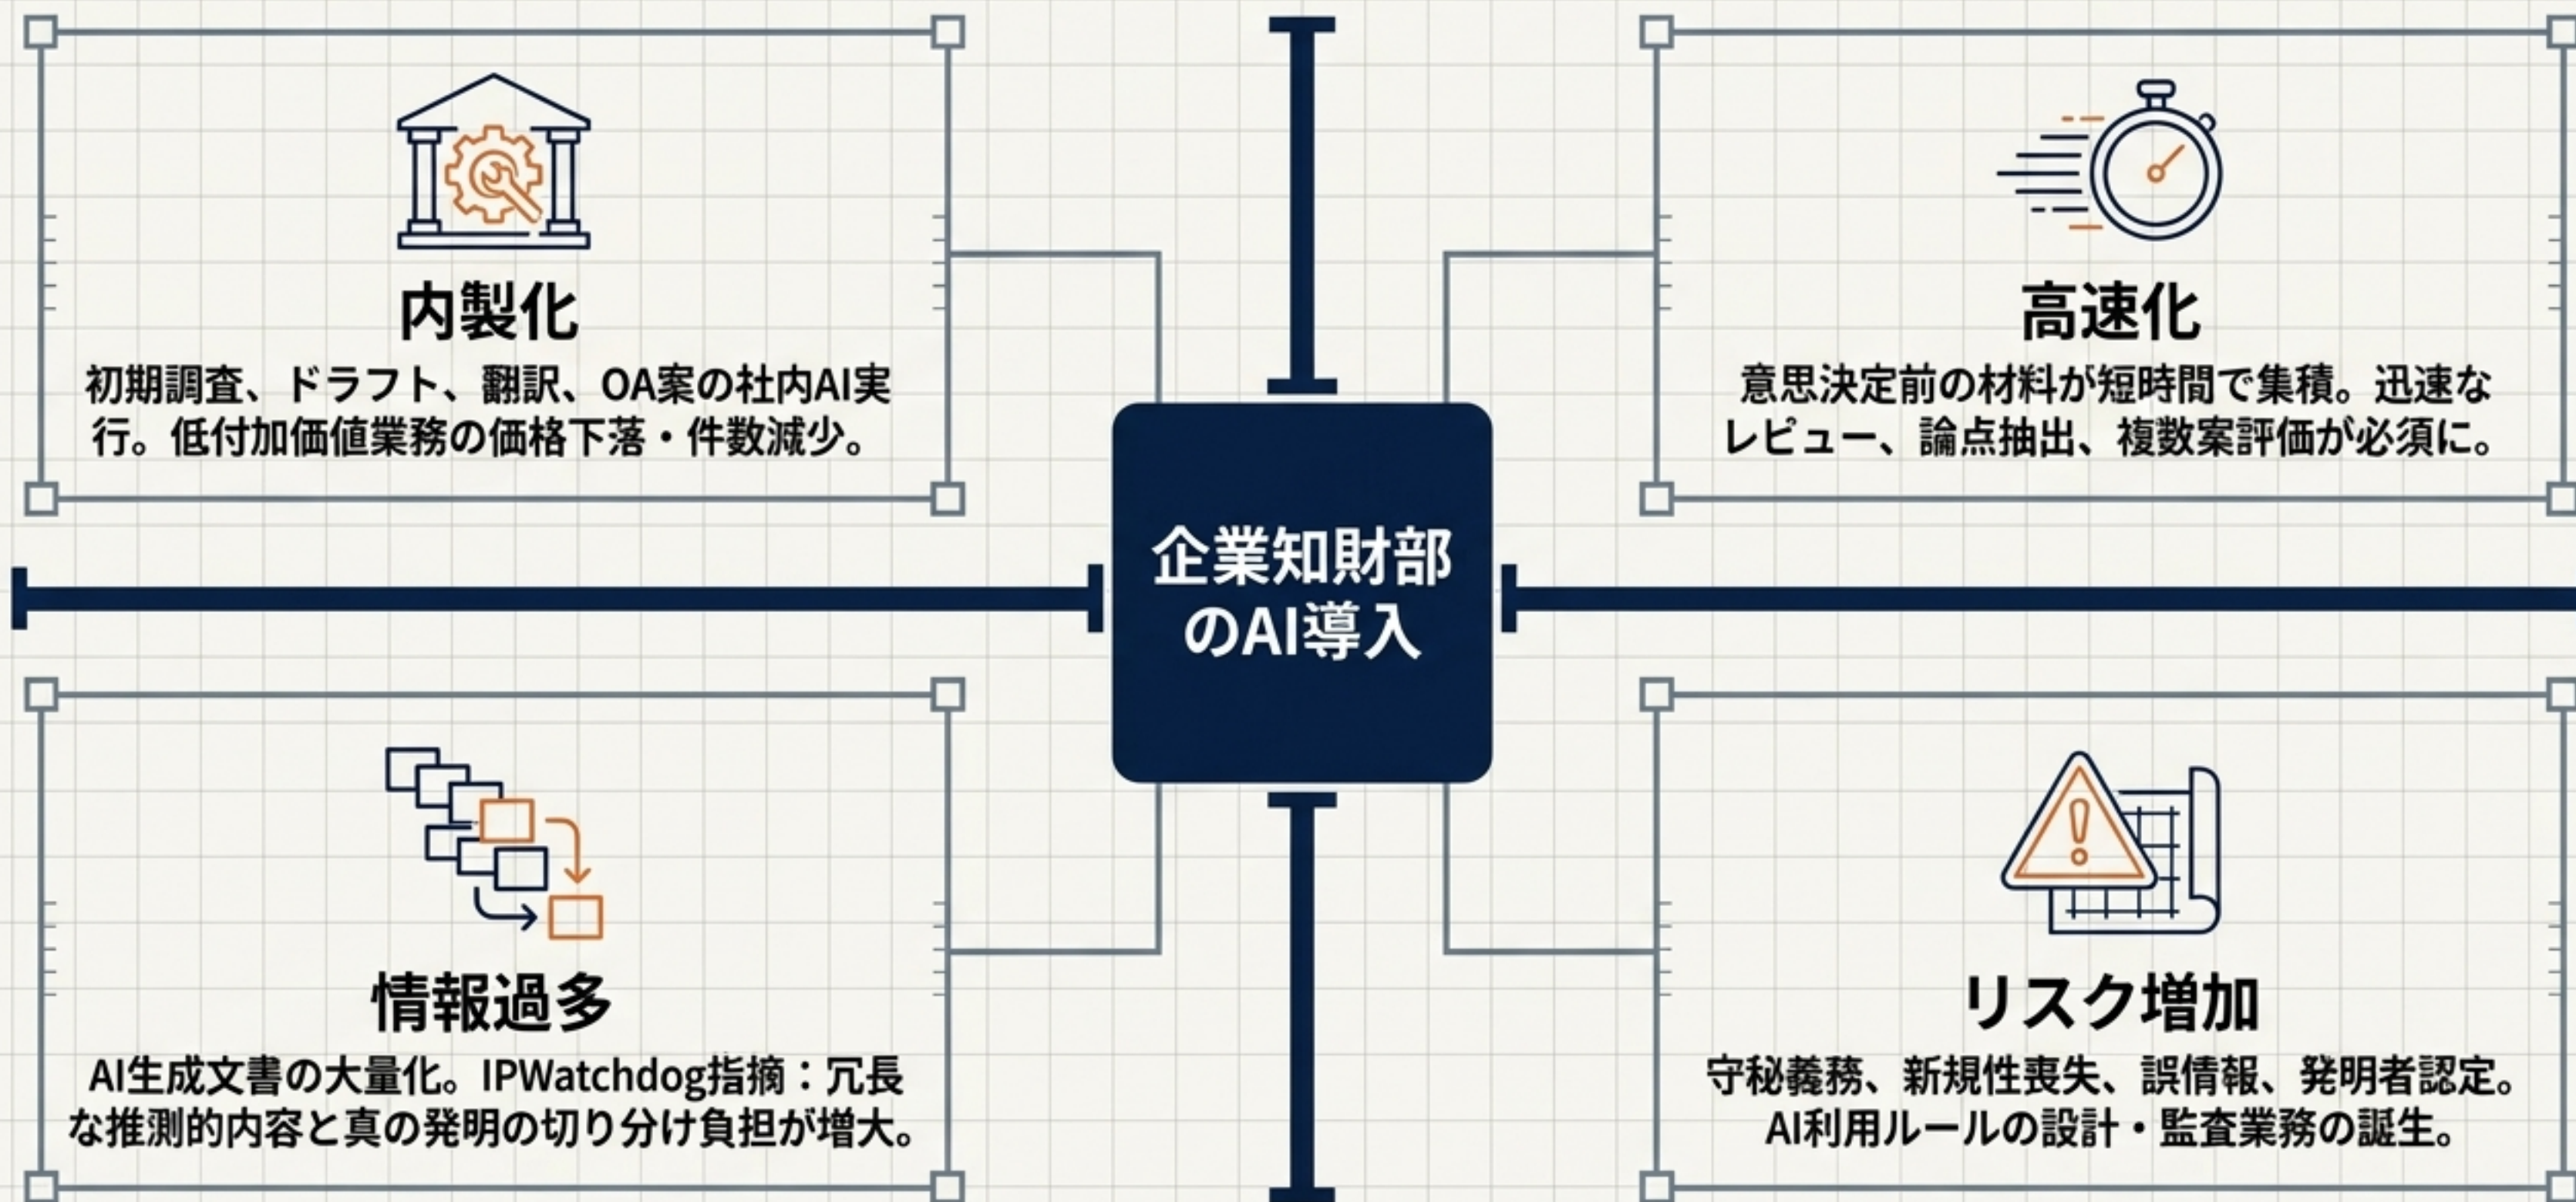 内製化
初期調査、ドラフト、翻訳、OA案の社内AI実
行。低付加価値業務の価格下落・件数減少。
高速化
意思決定前の材料が短時間で集積。迅速な
レビュー、論点抽出、複数案評価が必須に。
企業知財部
のAI導入
情報過多
AI生成文書の大量化。IPWatchdog指摘：冗長
な推測的内容と真の発明の切り分け負担が増大。
リスク増加
守秘義務、新規性喪失、誤情報、発明者認定。
AI利用ルールの設計・監査業務の誕生。